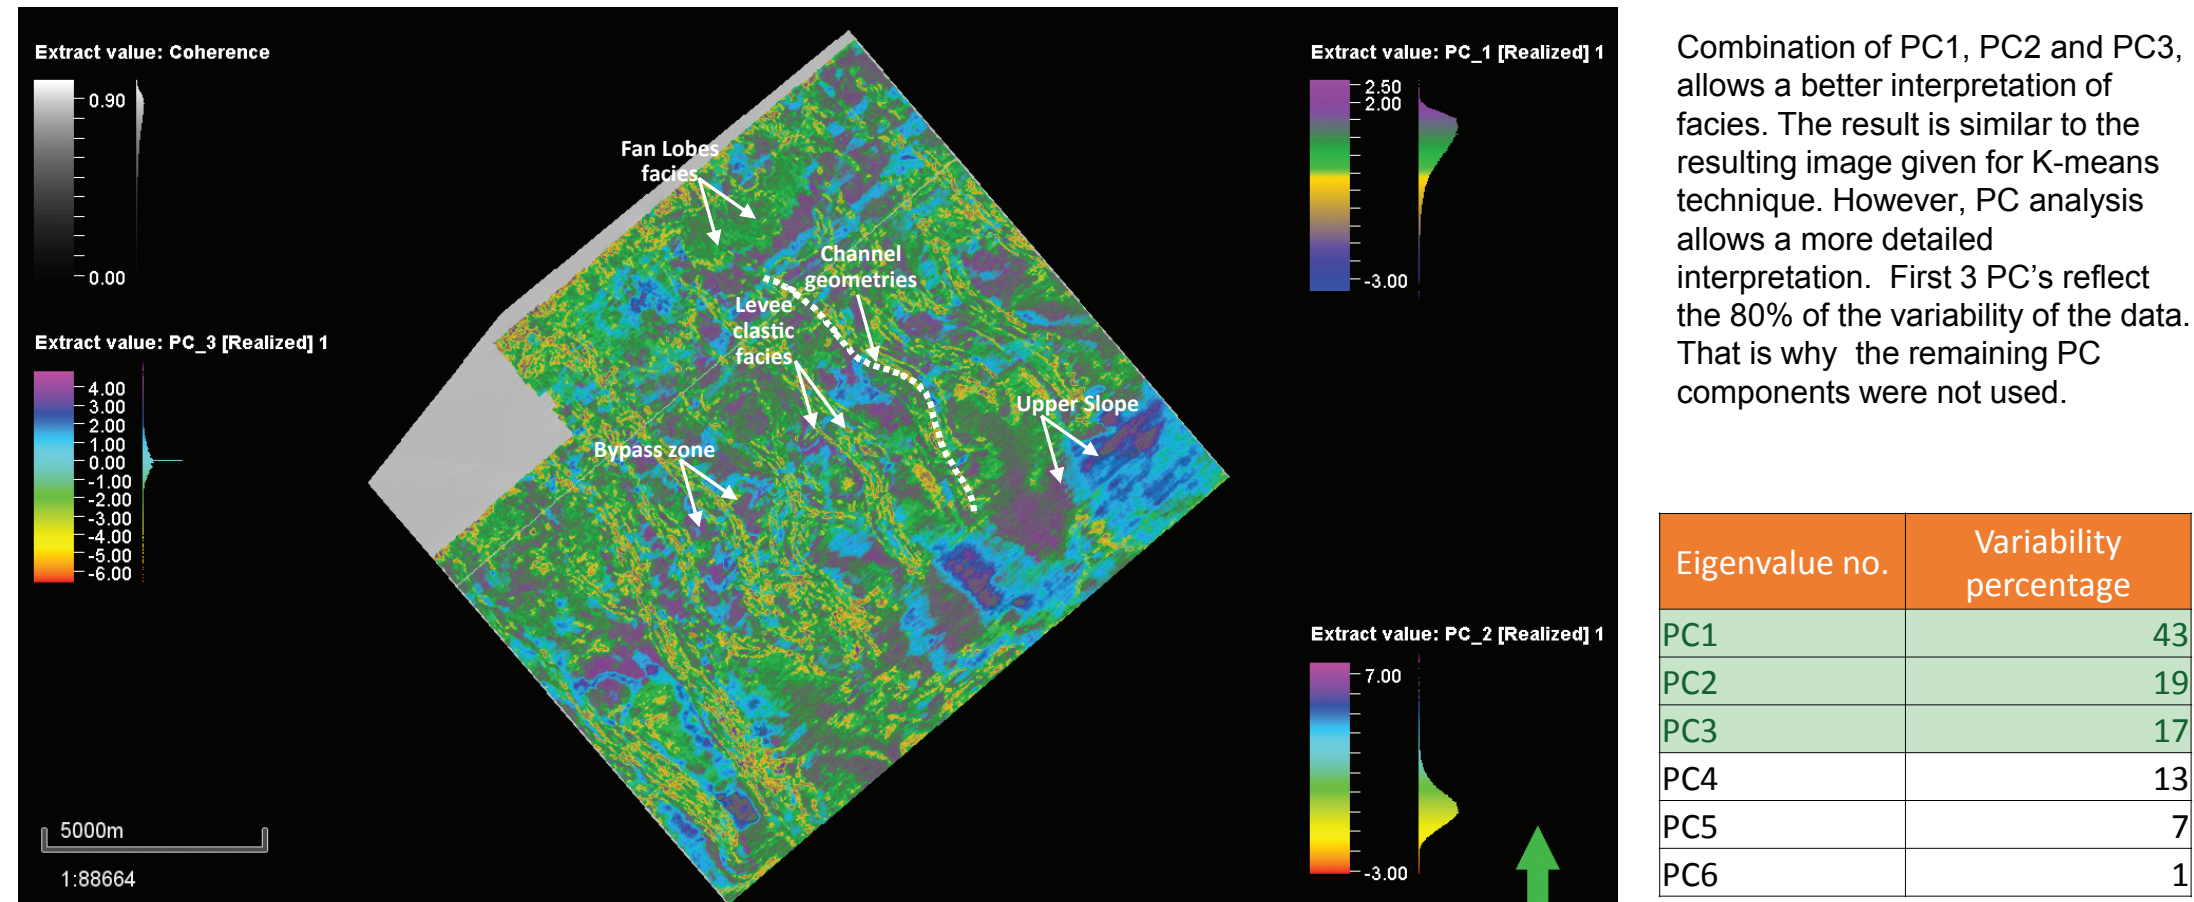 Extract value: Coherence
0.90
0.00
Extract value: PC_3 [Realized] 1
4.00
3.00
2.00
1.00
0.00
-1.00
-2.00
-3.00
-4.00
-5.00
-6.00
5000m
1:88664
Fan Lobes
facies
Channel
geometries
Levee
clastic
facies
Bypass zone
Upper Slope
Extract value: PC_1 [Realized] 1
2.50
2.00
-3.00
Extract value: PC_2 [Realized] 1
7.00
-3.00
Combination of PC1, PC2 and PC3,
allows a better interpretation of
facies. The result is similar to the
resulting image given for K-means
technique. However, PC analysis
allows a more detailed
interpretation.  First 3 PC's reflect
the 80% of the variability of the data.
That is why  the remaining PC
components were not used.
Eigenvalue no.
Variability
percentage
PC1 43
PC2 19
PC3 17
PC4 13
PC5 7
PC6 1